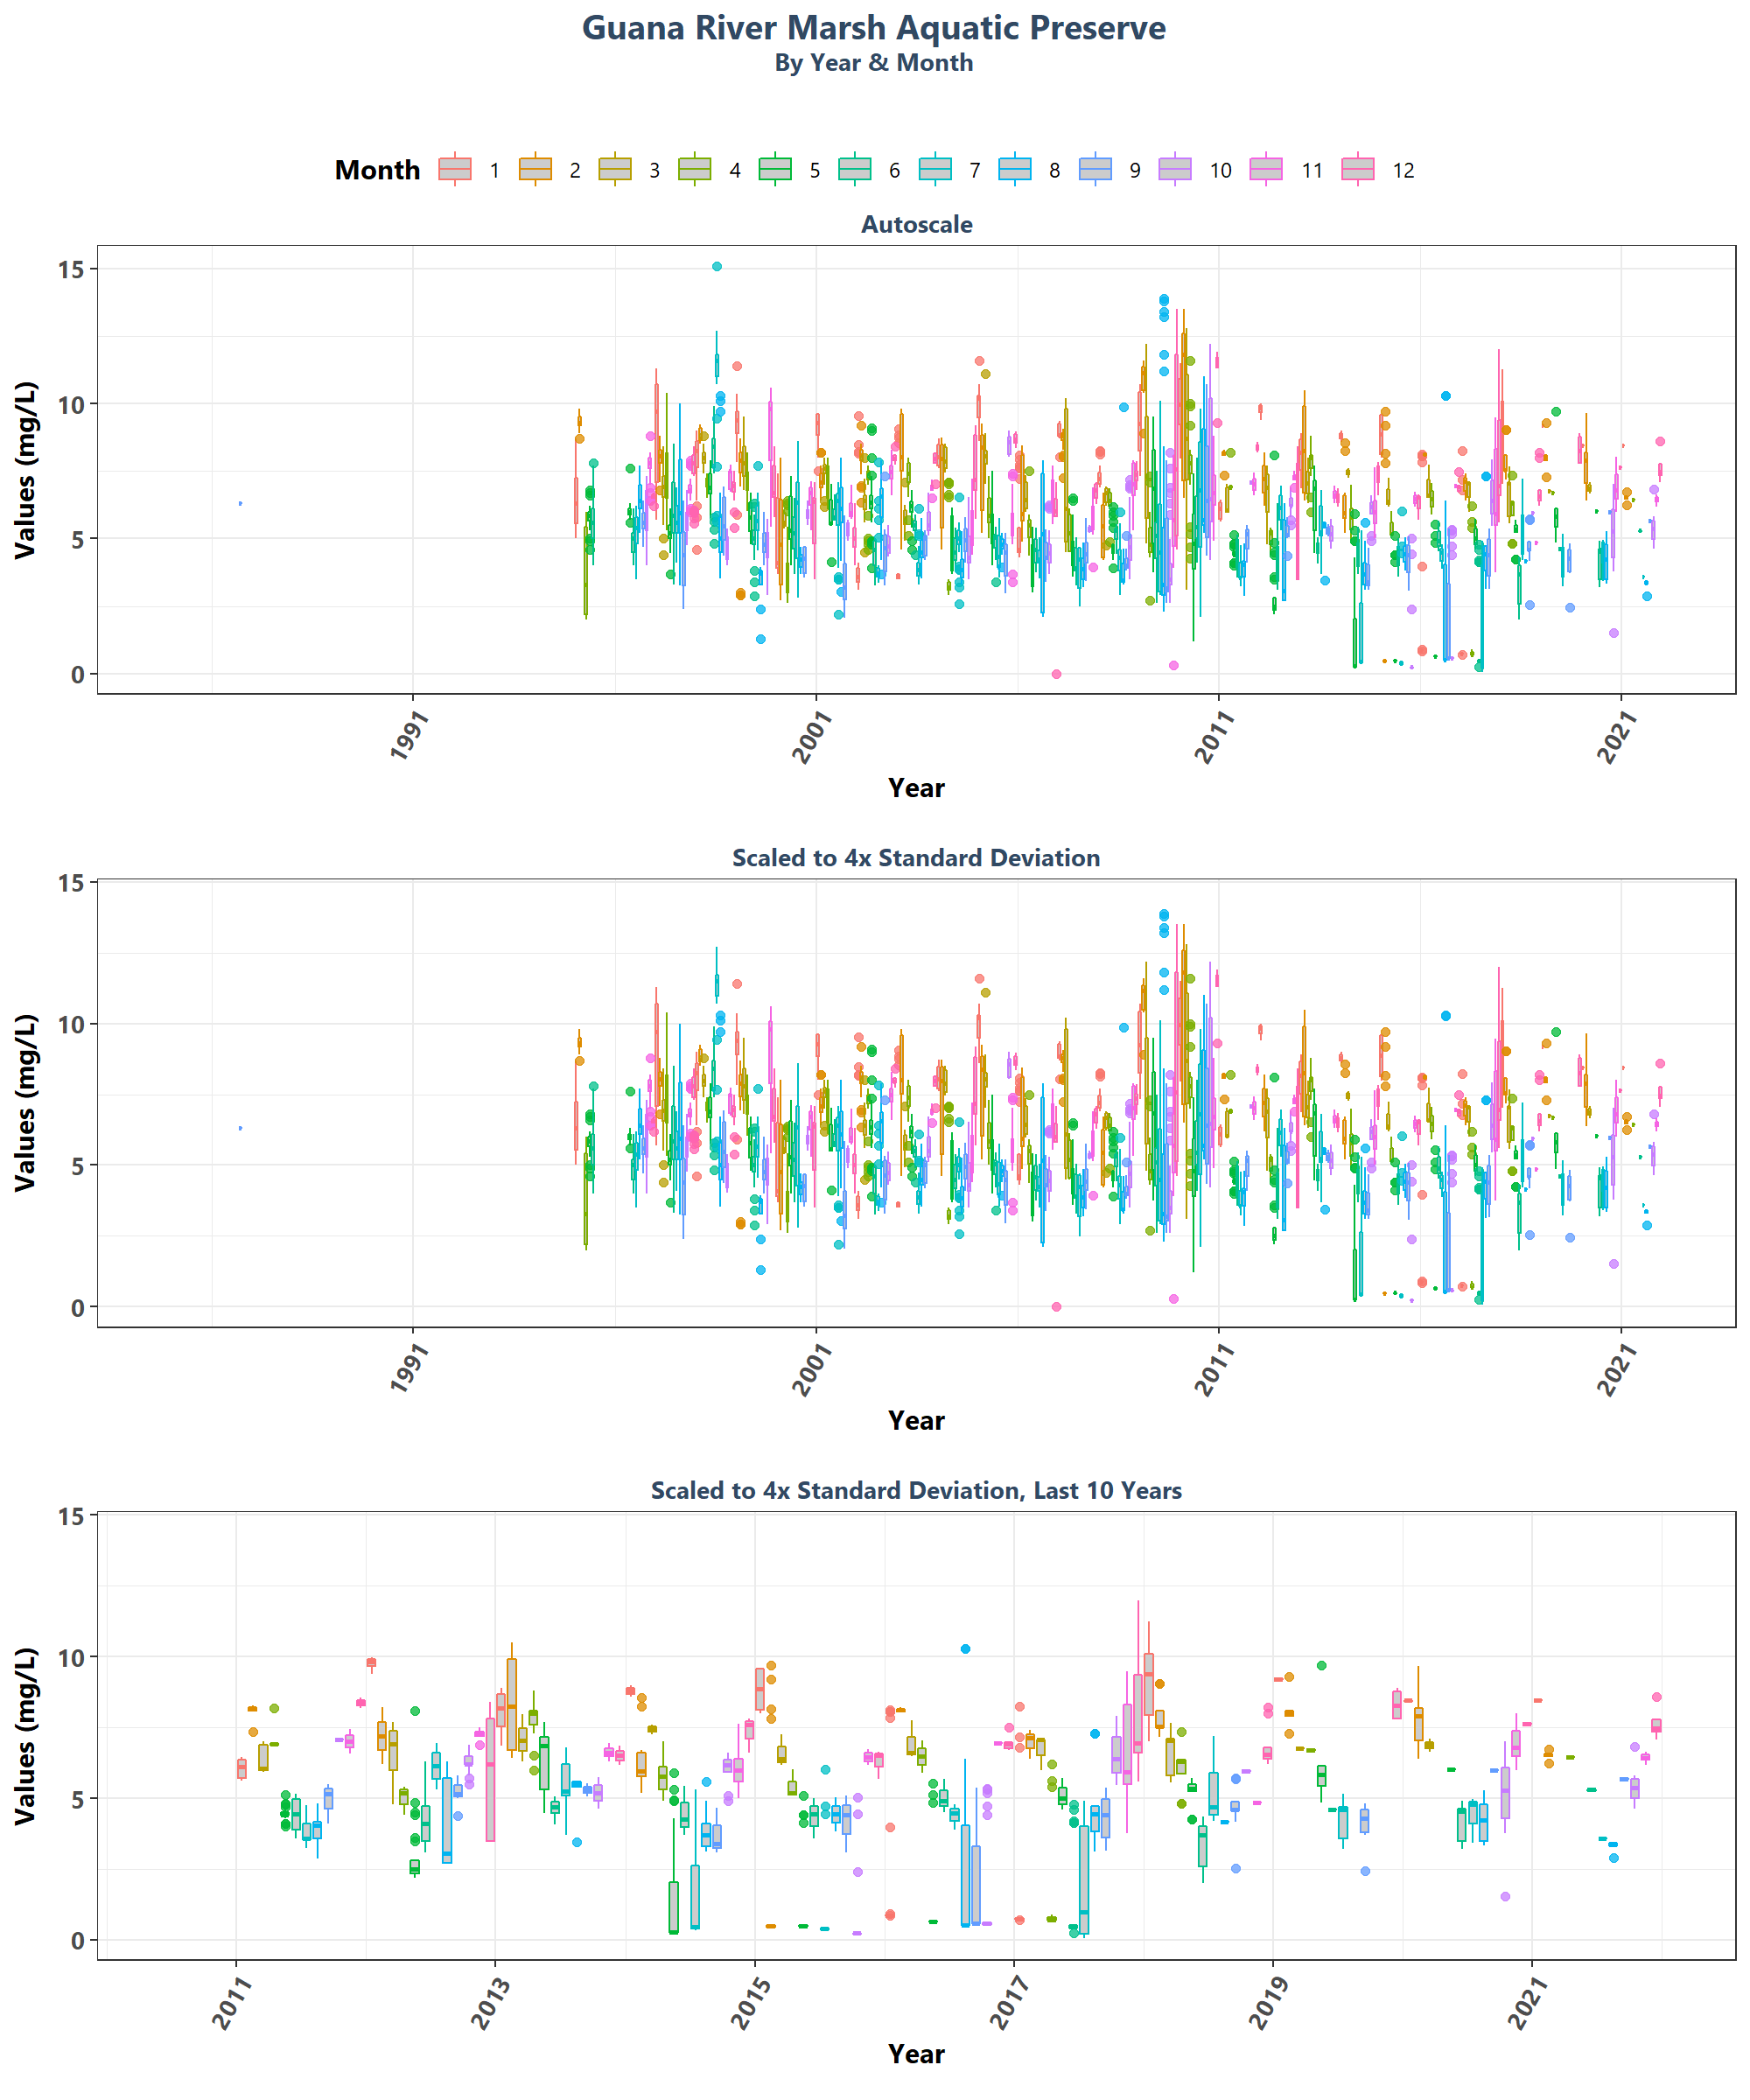 Guana River Marsh Aquatic Preserve
By Year & Month
Month 1 2 3 4 5 6 7 8 9 10 11 12
Autoscale
Values (mg/L)
15
10
5
0
1991 2001 2011 2021
Year
Scaled to 4x Standard Deviation
Values (mg/L)
15
10
5
0
1991 2001 2011 2021
Year
Scaled to 4x Standard Deviation, Last 10 Years
Values (mg/L)
15
10
5
0
2011 2013 2015 2017 2019 2021
Year